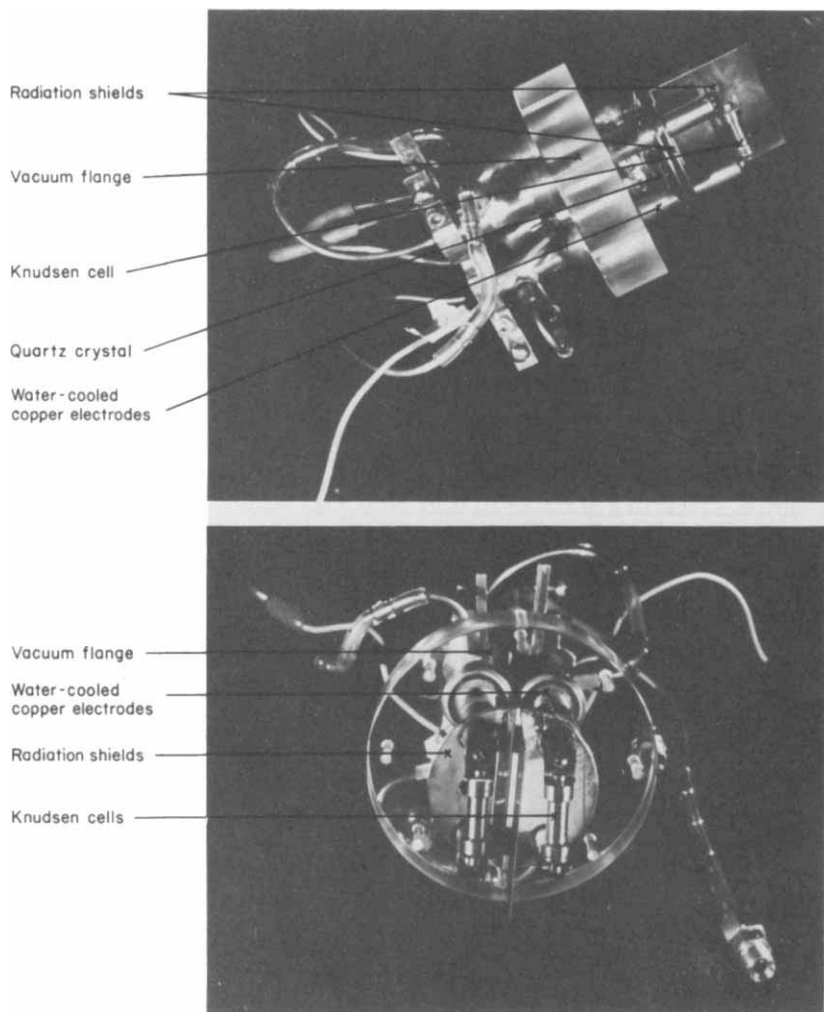 Radiation shields
Vacuum flange
Knudsen cell
Quartz crystal
Water-cooled
copper electrodes
Vacuum flange
Water-cooled
copper electrodes
Radiation shields
Knudsen cells